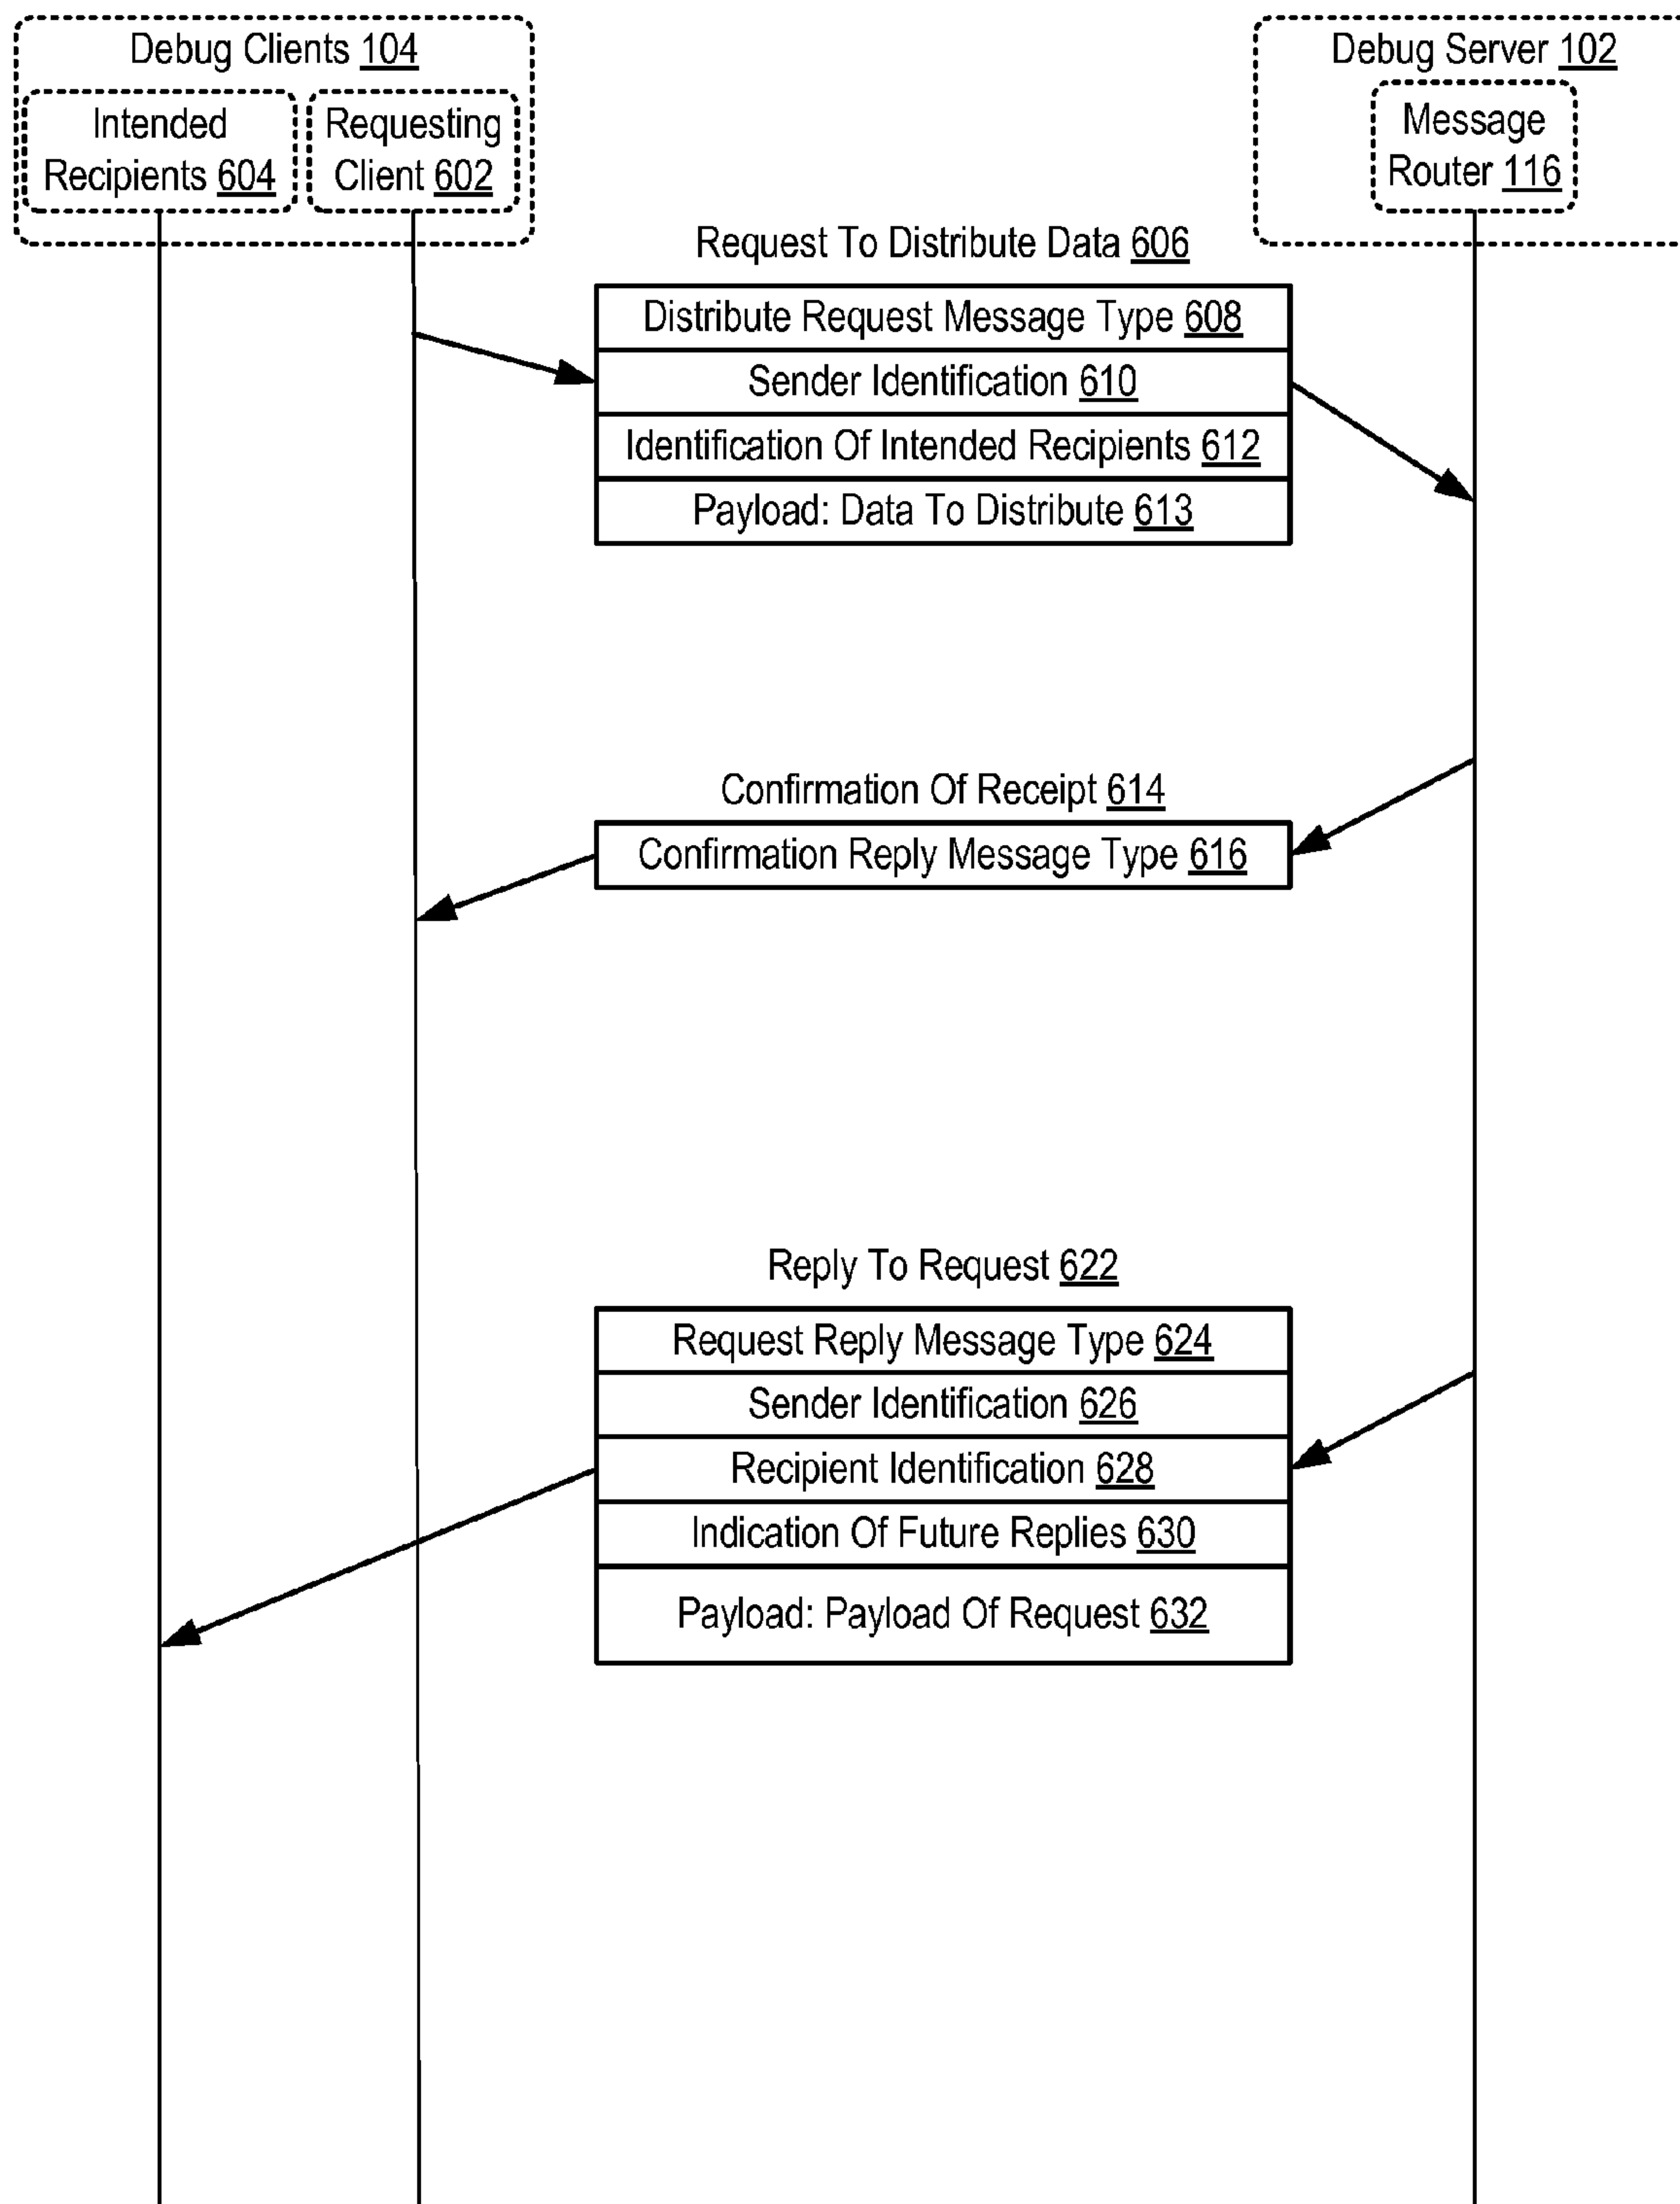 Debug Clients 104
Debug Server 102
Intended
Recipients 604
Requesting
Client 602
Message
Router 116
Request To Distribute Data 606
Distribute Request Message Type 608
Sender Identification 610
Identification Of Intended Recipients 612
Payload: Data To Distribute 613
Confirmation Of Receipt 614
Confirmation Reply Message Type 616
Reply To Request 622
Request Reply Message Type 624
Sender Identification 626
Recipient Identification 628
Indication Of Future Replies 630
Payload: Payload Of Request 632